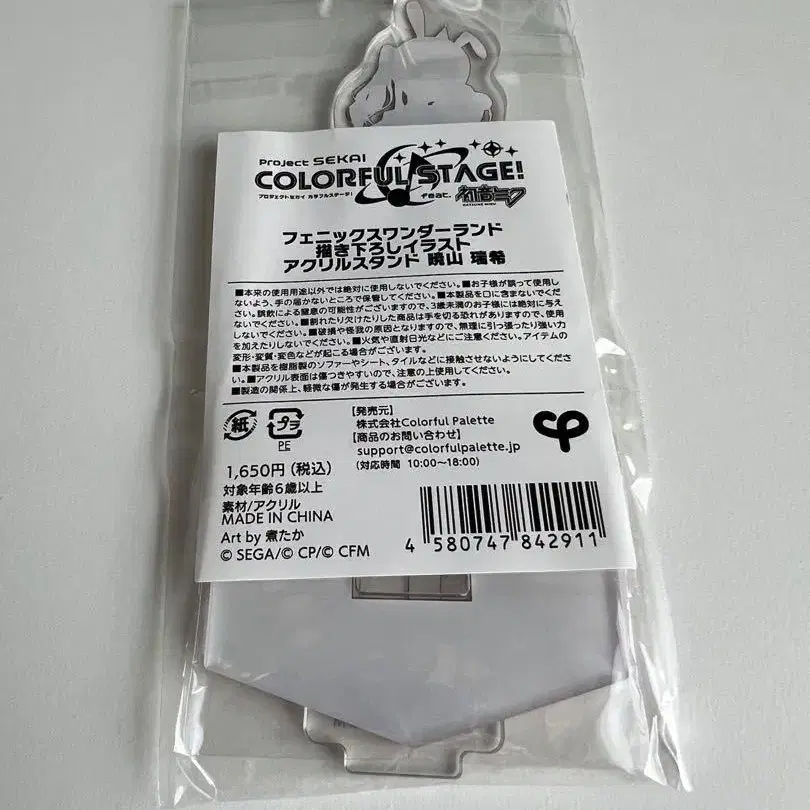 Project SEKAI
COLORFUL STAGE!
プロジェクトセカイ カラフルステージ!
feat. 初音ミク
HATSUNE MIKU
フェニックスワンダーランド
描き下ろしイラスト
アクリルスタンド 暁山 瑞希
■本来の使用用途以外では絶対に使用しないでください。■お子様が誤って使用し
ないよう、手の届かないところで保管してください。■本製品を口に含まないでくだ
さい。誤飲による窒息の可能性がございますので、3歳未満のお子様には絶対に与え
ないでください。■割れたり欠けたりした商品は手を切る恐れがありますので、使用
しないでください。■破損や怪我の原因となりますので、無理に引っ張ったり強い力
を加えたりしないでください。■火気や直射日光などにご注意ください。アイテムの
変形・変質・変色などが起こる場合がございます。
■本製品を樹脂製のソファーやシート、タイルなどに接触させないようにしてくださ
い。■アクリル表面は傷つきやすいので、注意の上使用してください。
■製造の関係上、軽微な傷が発生する場合がございます。
紙
プラ
PE
【発売元】
株式会社Colorful Palette
【商品のお問い合わせ】
support@colorfulpalette.jp
(対応時間 10:00~18:00)
1,650円(税込)
対象年齢6歳以上
素材/アクリル
MADE IN CHINA
Art by 煮たか
© SEGA/© CP/© CFM
4 580747 842911